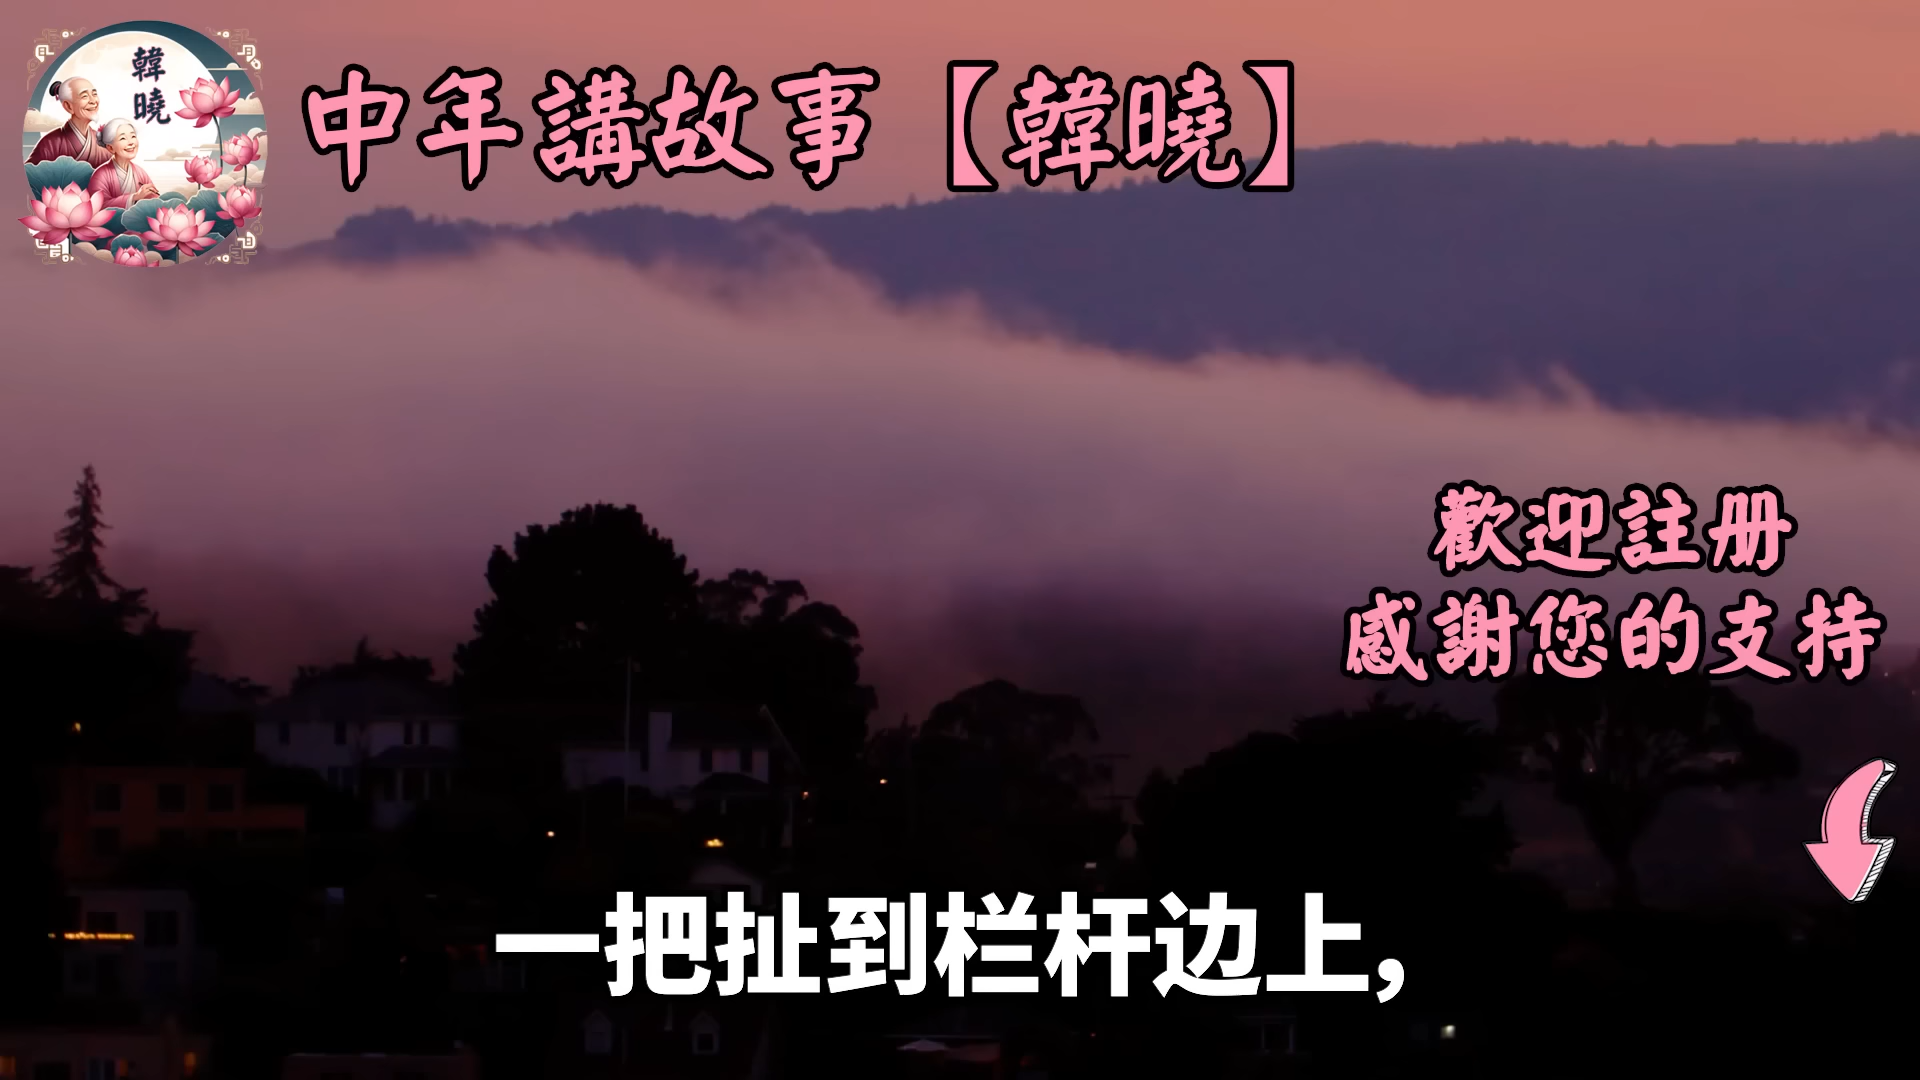 韓
曉
中年講故事【韓曉】
歡迎註册
感謝您的支持
一把扯到栏杆边上,